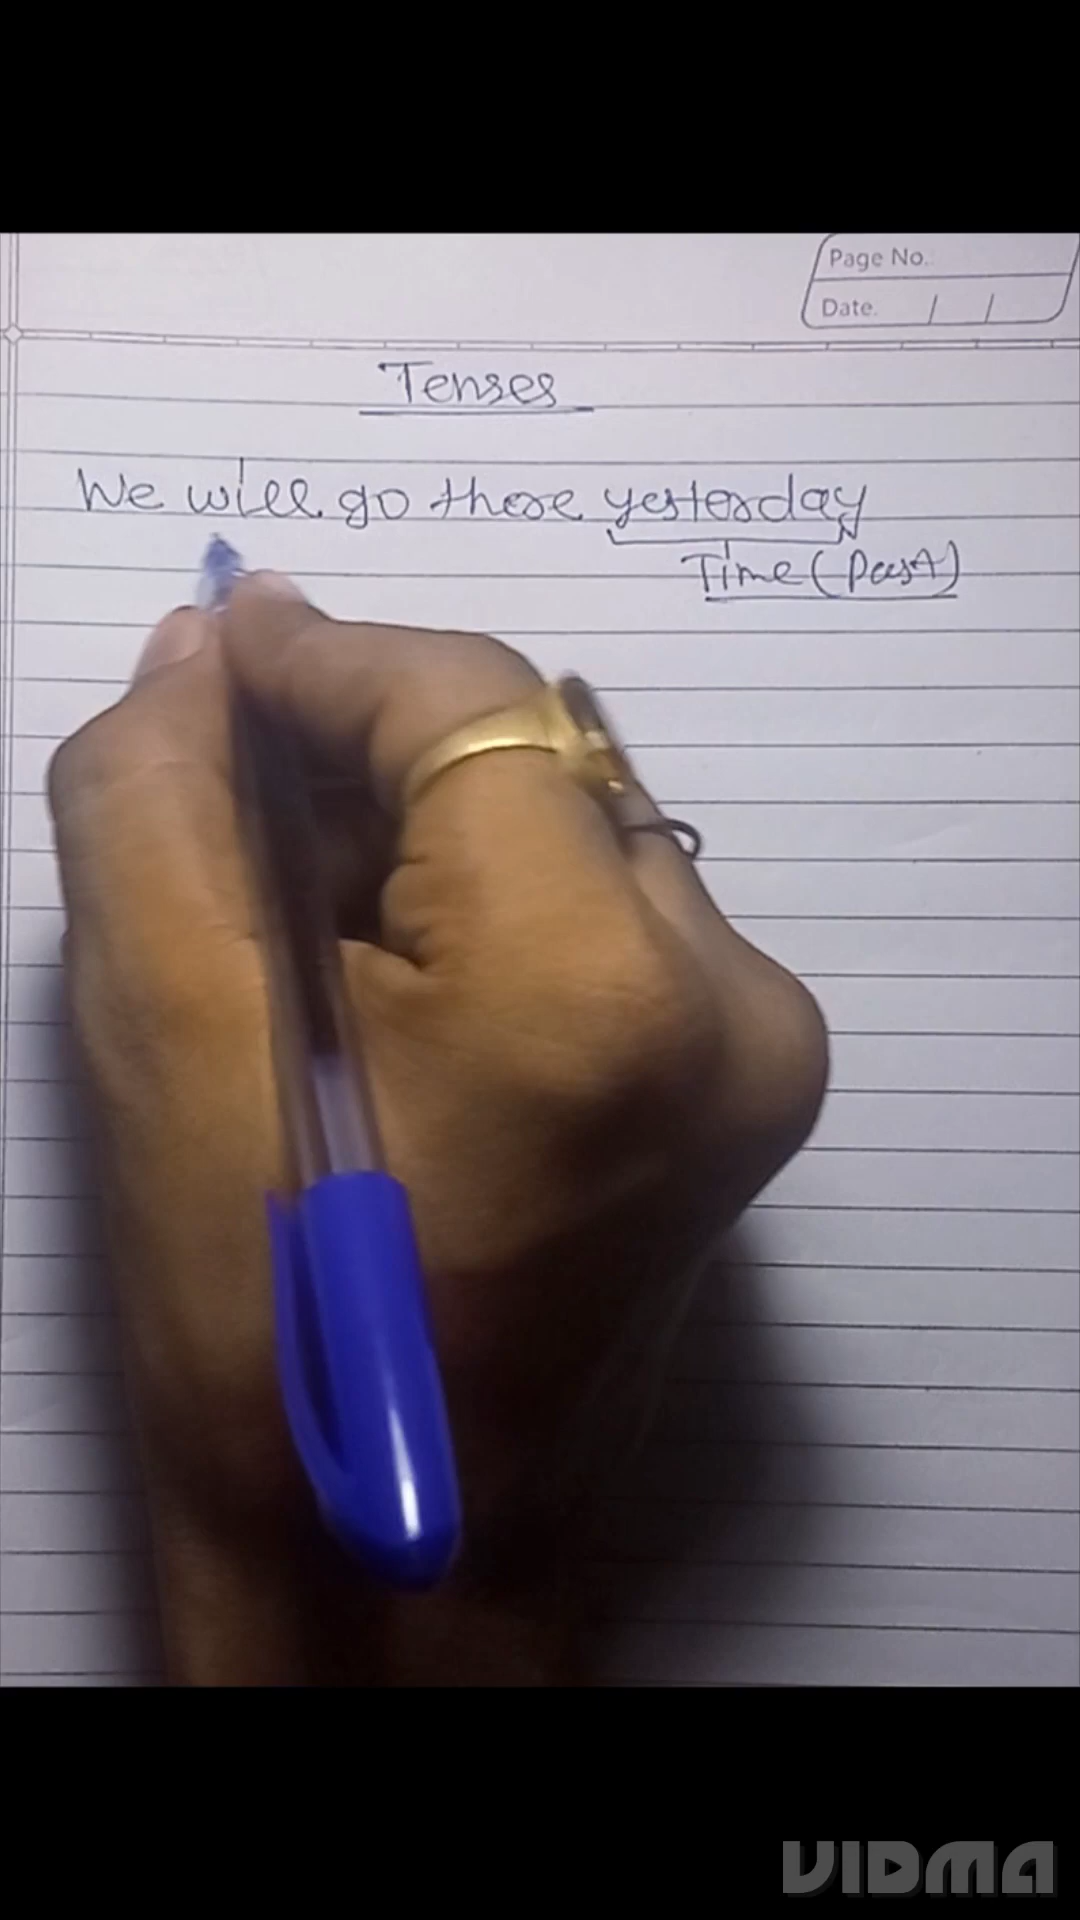 Page No.
Date. / /
Tenses
We will go there yesterday
Time (Past)
VIDMA